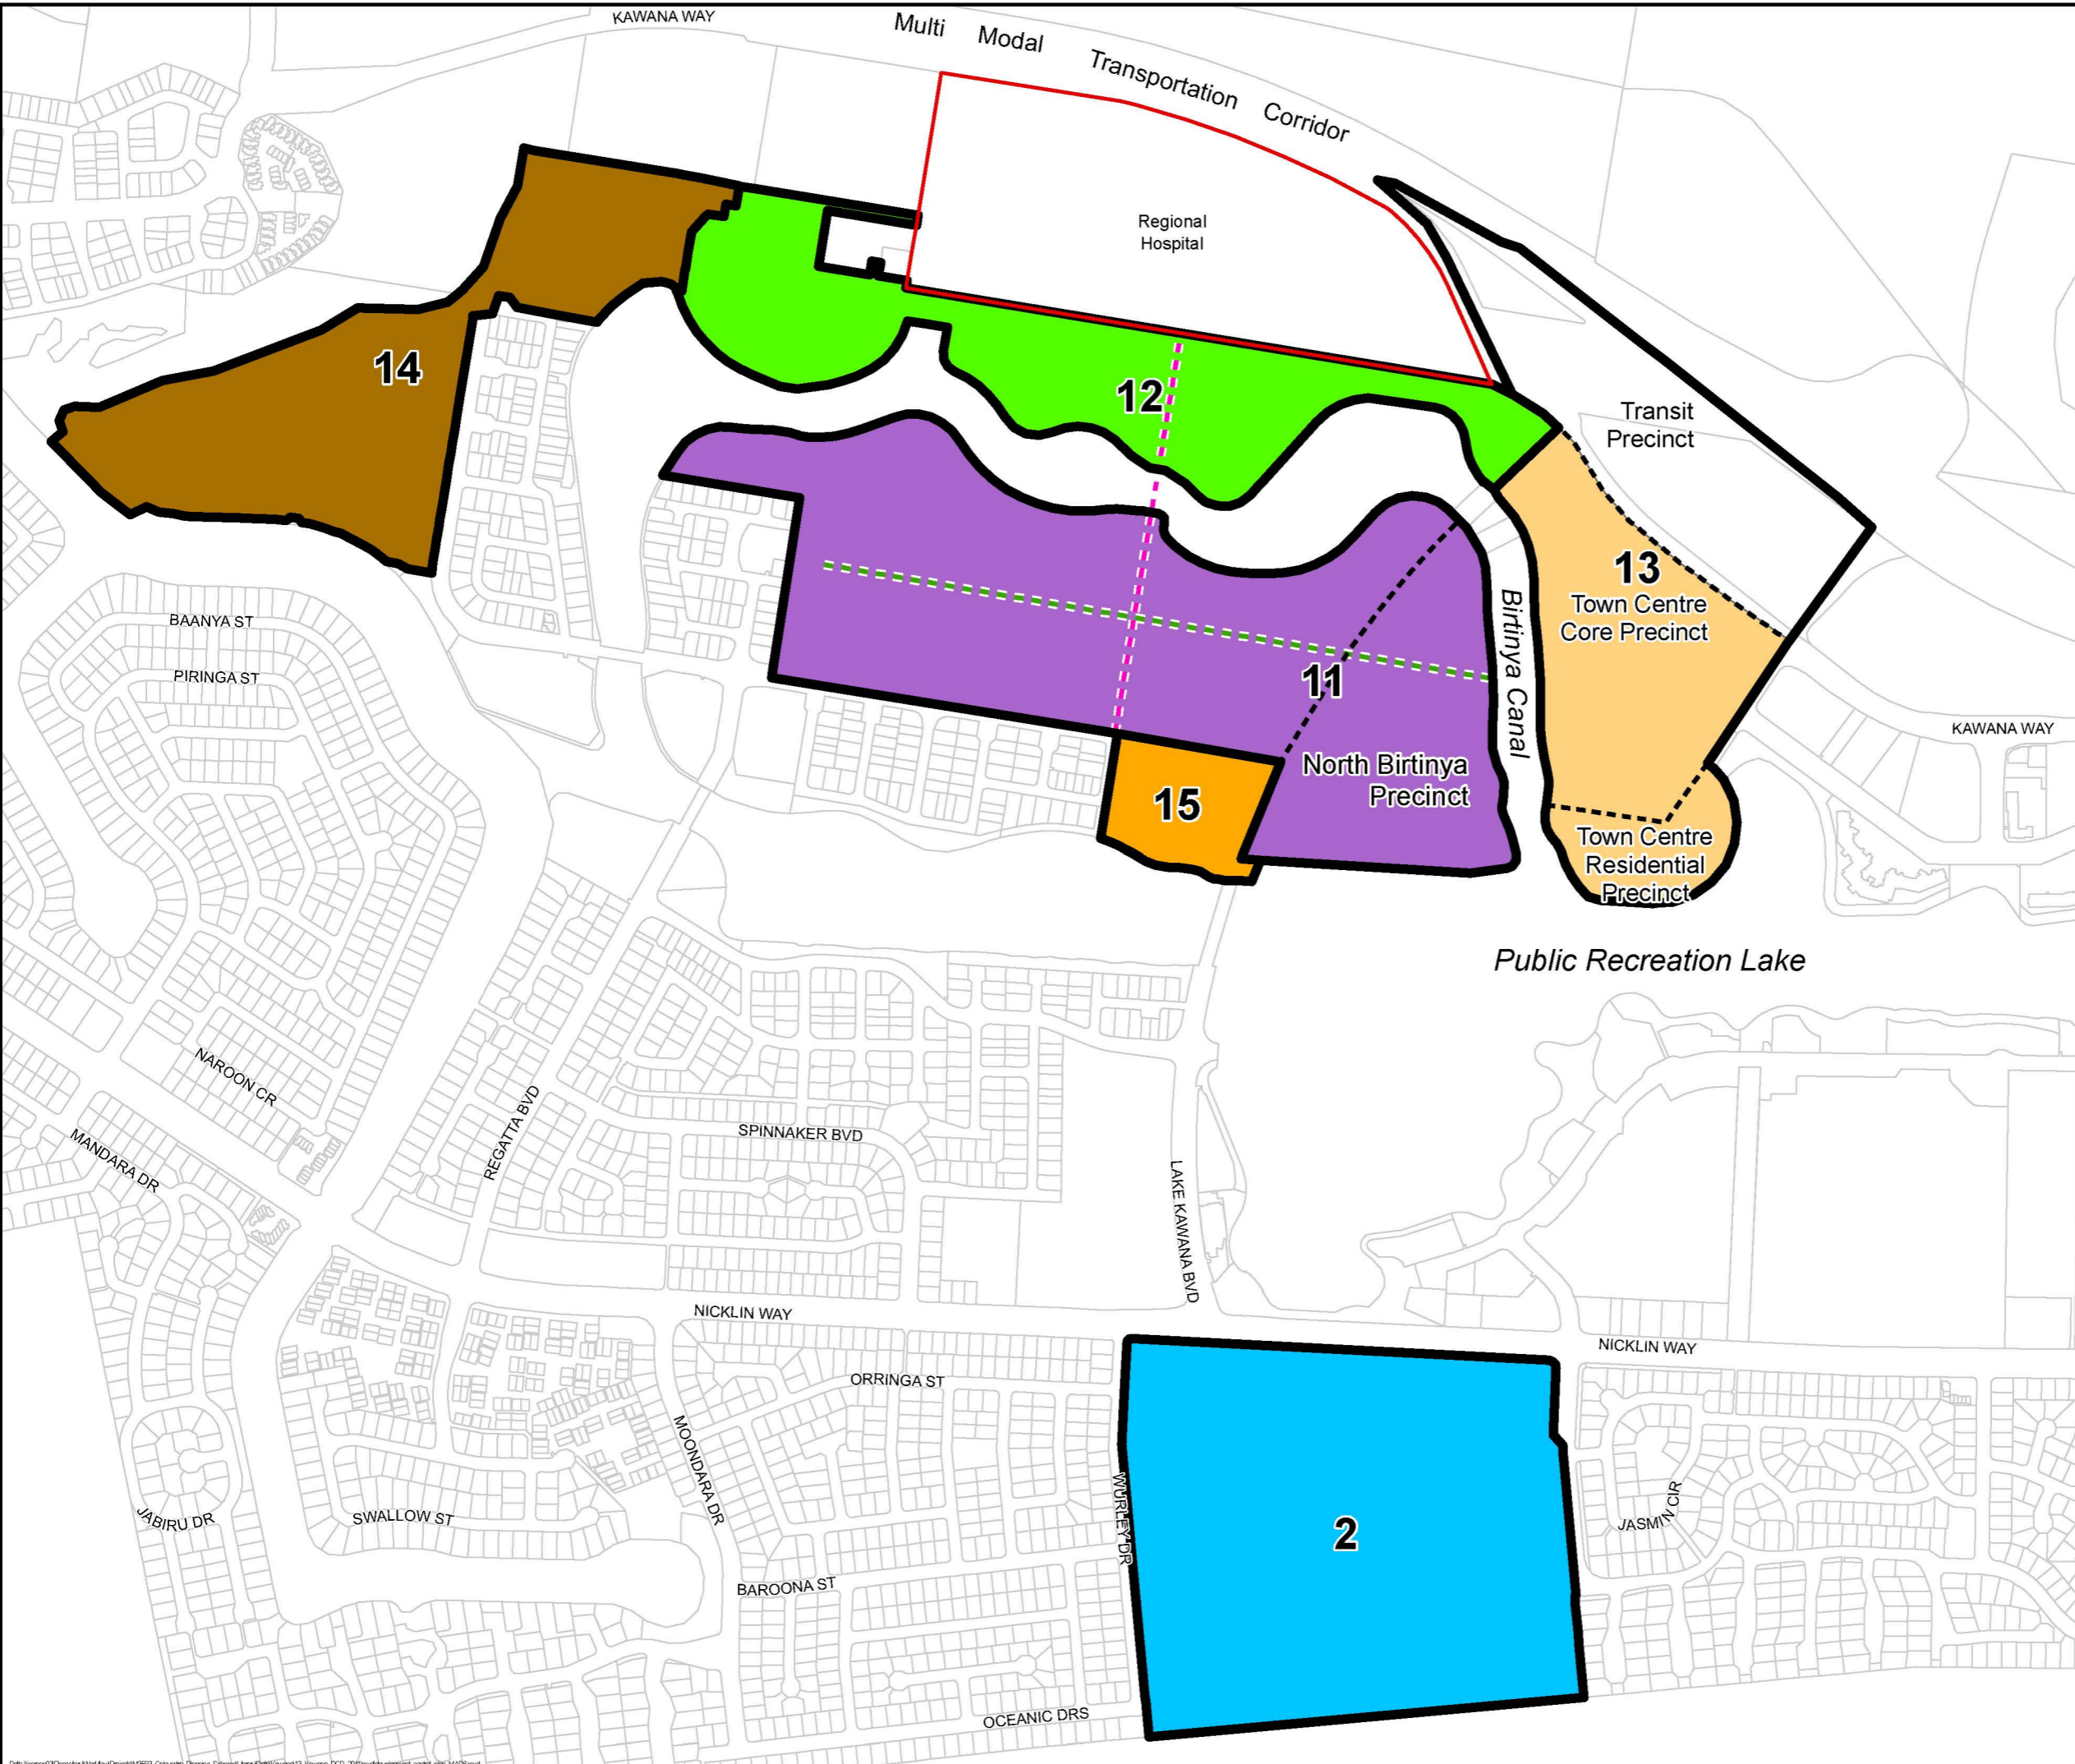 KAWANA WAY
Multi Modal Transportation Corridor
Regional
Hospital
14
12
Transit
Precinct
13
Town Centre
Core Precinct
BAANYA ST
PIRINGA ST
11
Birtinya Canal
KAWANA WAY
North Birtinya
Precinct
15
Town Centre
Residential
Precinct
Public Recreation Lake
NAROON CR
MANDARA DR
REGATTA BVD
SPINNAKER BVD
LAKE KAWANA BVD
NICKLIN WAY
NICKLIN WAY
ORRINGA ST
MOONDARA DR
WURLEY DR
JABIRU DR
SWALLOW ST
JASMIN CIR
2
BAROONA ST
OCEANIC DRS